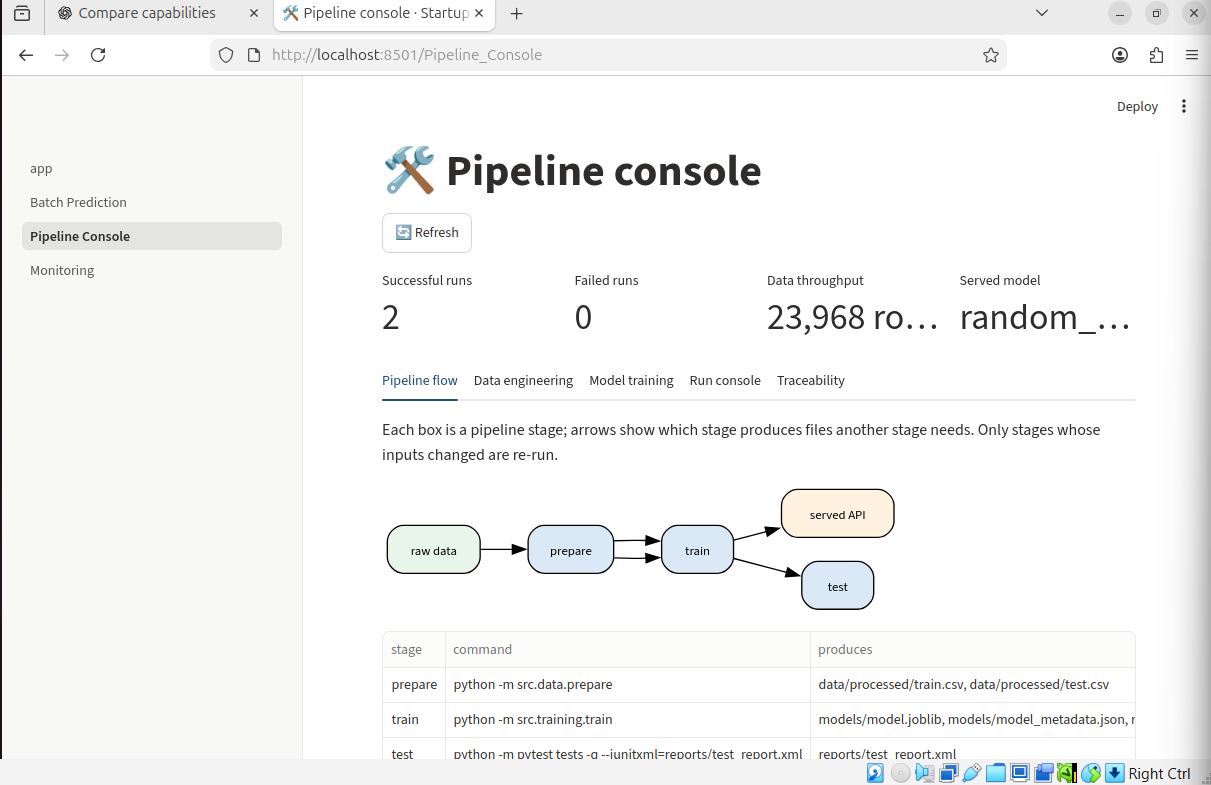 Compare capabilities
Pipeline console · Startup
http://localhost:8501/Pipeline_Console
Deploy
app
Batch Prediction
Pipeline Console
Monitoring
Pipeline console
Refresh
Successful runs Failed runs Data throughput Served model
2 0 23,968 ro… random_…
Pipeline flow Data engineering Model training Run console Traceability
Each box is a pipeline stage; arrows show which stage produces files another stage needs. Only stages whose
inputs changed are re-run.
served API
raw data prepare train
test
stage command produces
prepare python -m src.data.prepare data/processed/train.csv, data/processed/test.csv
train python -m src.training.train models/model.joblib, models/model_metadata.json,
test python -m pytest tests -q --junitxml=reports/test_report.xml reports/test_report.xml
Right Ctrl